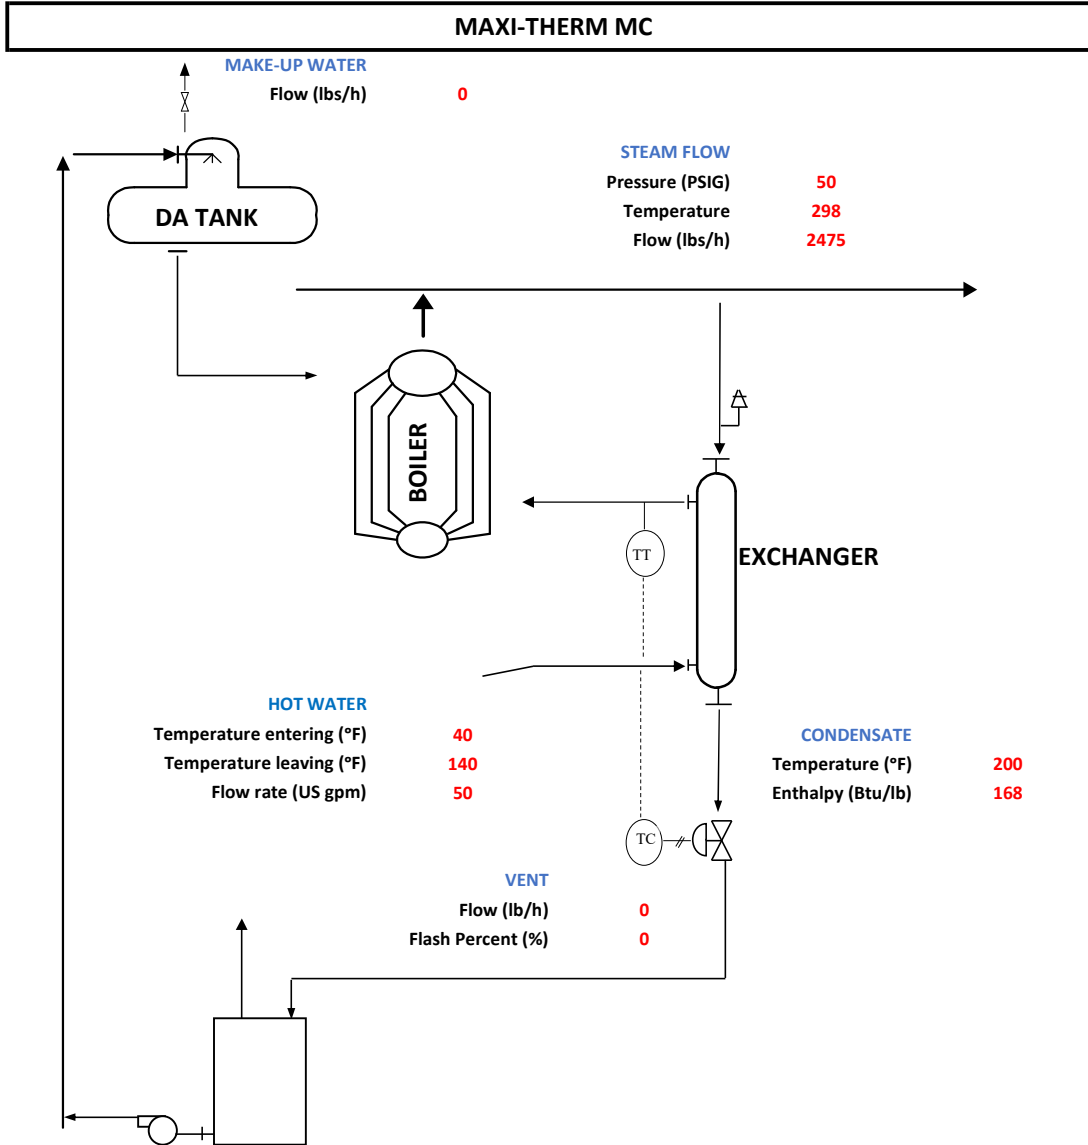 MAXI-THERM MC
MAKE-UP WATER
Flow (lbs/h) 0
STEAM FLOW
Pressure (PSIG) 50
Temperature 298
Flow (lbs/h) 2475
DA TANK
BOILER
TT
EXCHANGER
HOT WATER
Temperature entering (°F) 40
Temperature leaving (°F) 140
Flow rate (US gpm) 50
CONDENSATE
Temperature (°F) 200
Enthalpy (Btu/lb) 168
TC
VENT
Flow (lb/h) 0
Flash Percent (%) 0